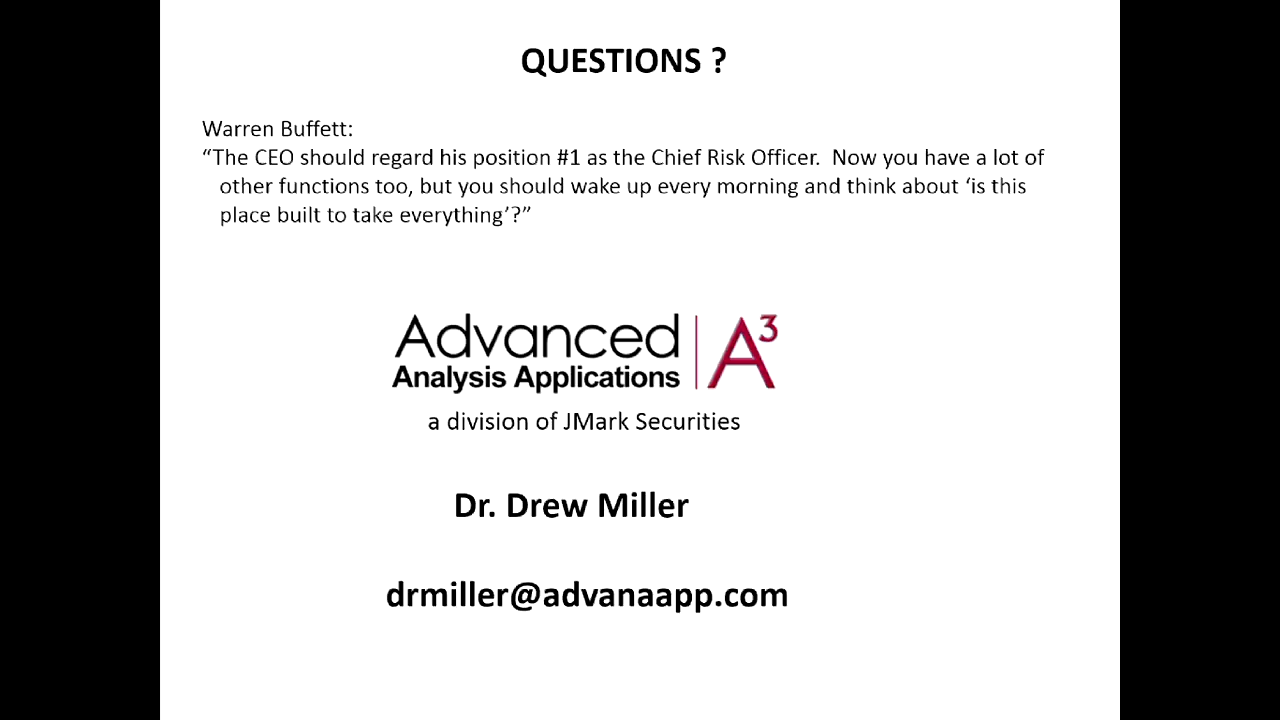 QUESTIONS ?
Warren Buffett:
“The CEO should regard his position #1 as the Chief Risk Officer.  Now you have a lot of
other functions too, but you should wake up every morning and think about ‘is this
place built to take everything’?”
Advanced
Analysis Applications
A³
a division of JMark Securities
Dr. Drew Miller
drmiller@advanaapp.com